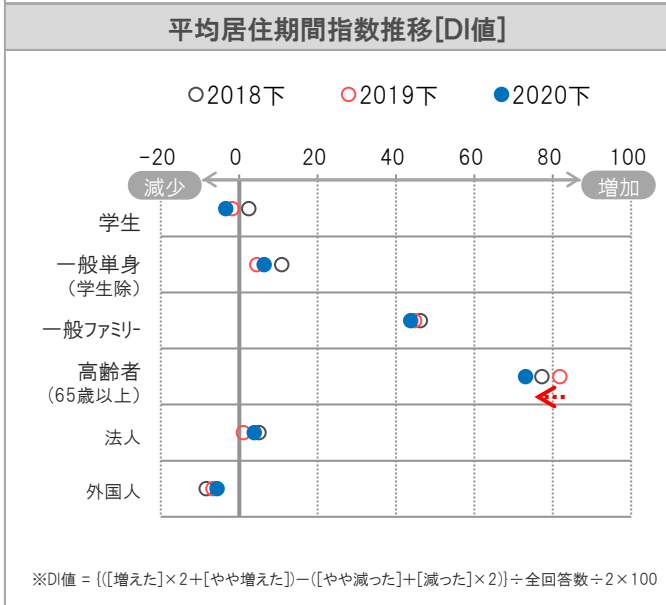 平均居住期間指数推移[DI値]
○2018下 ○2019下 ●2020下
-20 0 20 40 60 80 100
減少 増加
学生
一般単身
(学生除)
一般ファミリー
高齢者
(65歳以上)
法人
外国人
※DI値 = {([増えた]×2+[やや増えた])－([やや減った]+[減った]×2)}÷全回答数÷2×100